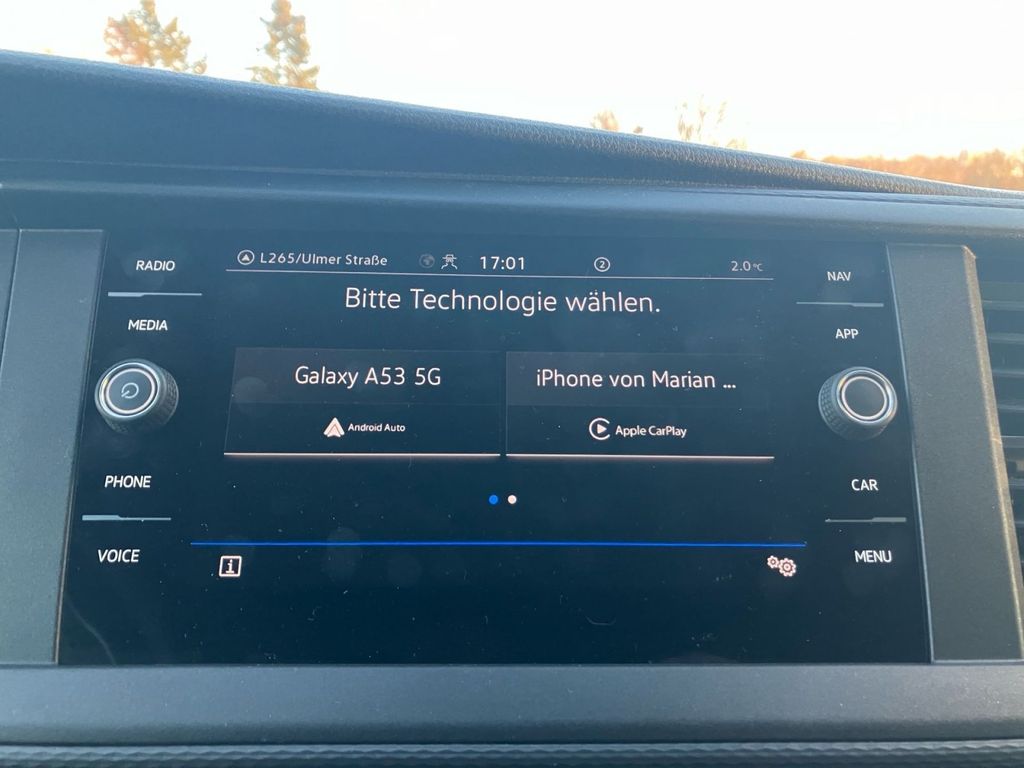 RADIO
MEDIA
PHONE
VOICE
L265/Ulmer Straße
17:01
2
2.0°C
Bitte Technologie wählen.
Galaxy A53 5G
Android Auto
iPhone von Marian ...
Apple CarPlay
i
NAV
APP
CAR
MENU